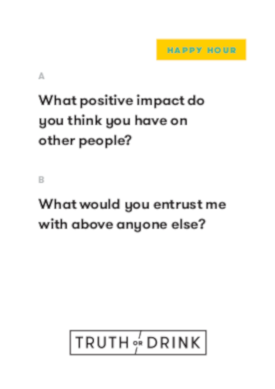 HAPPY HOUR
A
What positive impact do
you think you have on
other people?
B
What would you entrust me
with above anyone else?
TRUTH OR DRINK